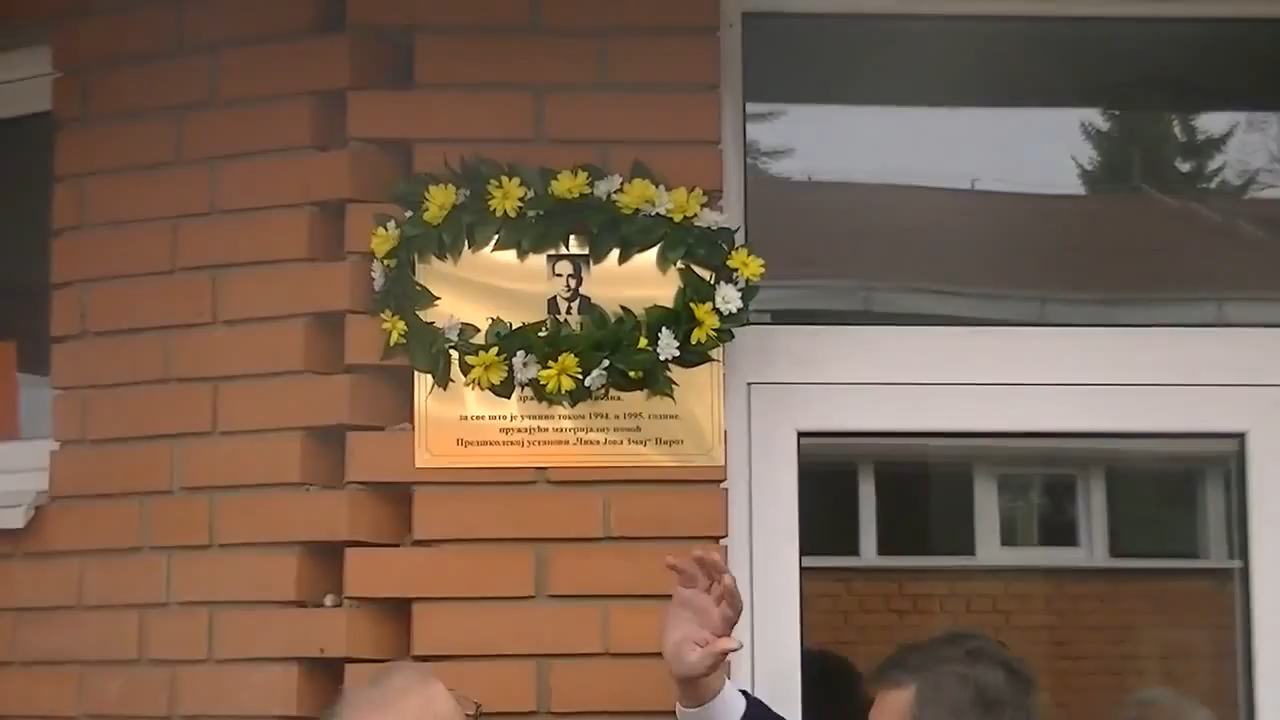 за све што је учинио током 1994. и 1995. године,
пружајући материјалну помоћ
Предшколској установи „Чика Јова Змај“ Пирот